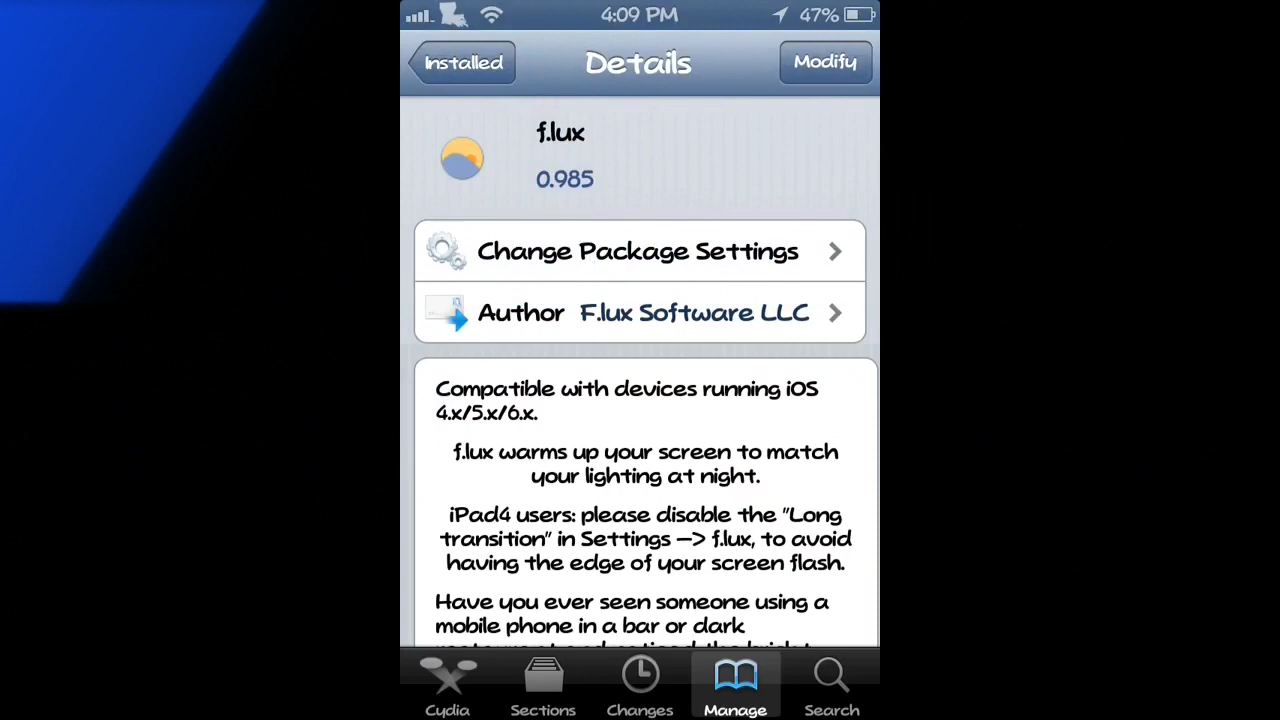 4:09 PM
47%
Installed
Details
Modify
f.lux
0.985
Change Package Settings
Author F.lux Software LLC
Compatible with devices running iOS
4.x/5.x/6.x.
f.lux warms up your screen to match
your lighting at night.
iPad4 users: please disable the "Long
transition" in Settings —> f.lux, to avoid
having the edge of your screen flash.
Have you ever seen someone using a
mobile phone in a bar or dark
Cydia
Sections
Changes
Manage
Search